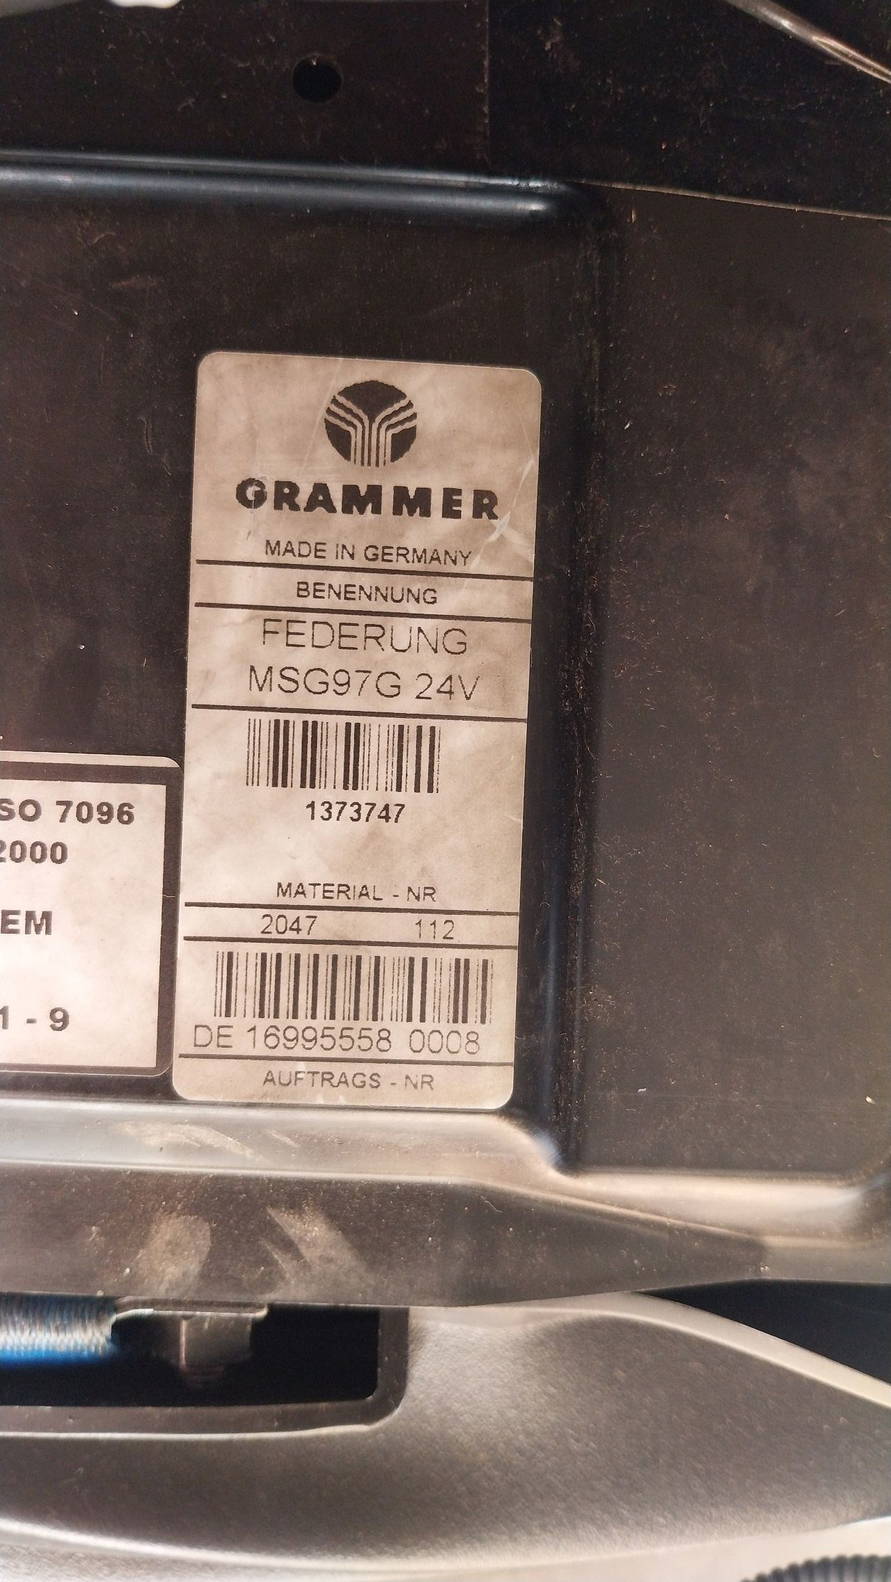 GRAMMER
MADE IN GERMANY
BENENNUNG
FEDERUNG
MSG97G 24V
1373747
MATERIAL - NR
2047 112
DE 16995558 0008
AUFTRAGS - NR
SO 7096
2000
EM
1 - 9